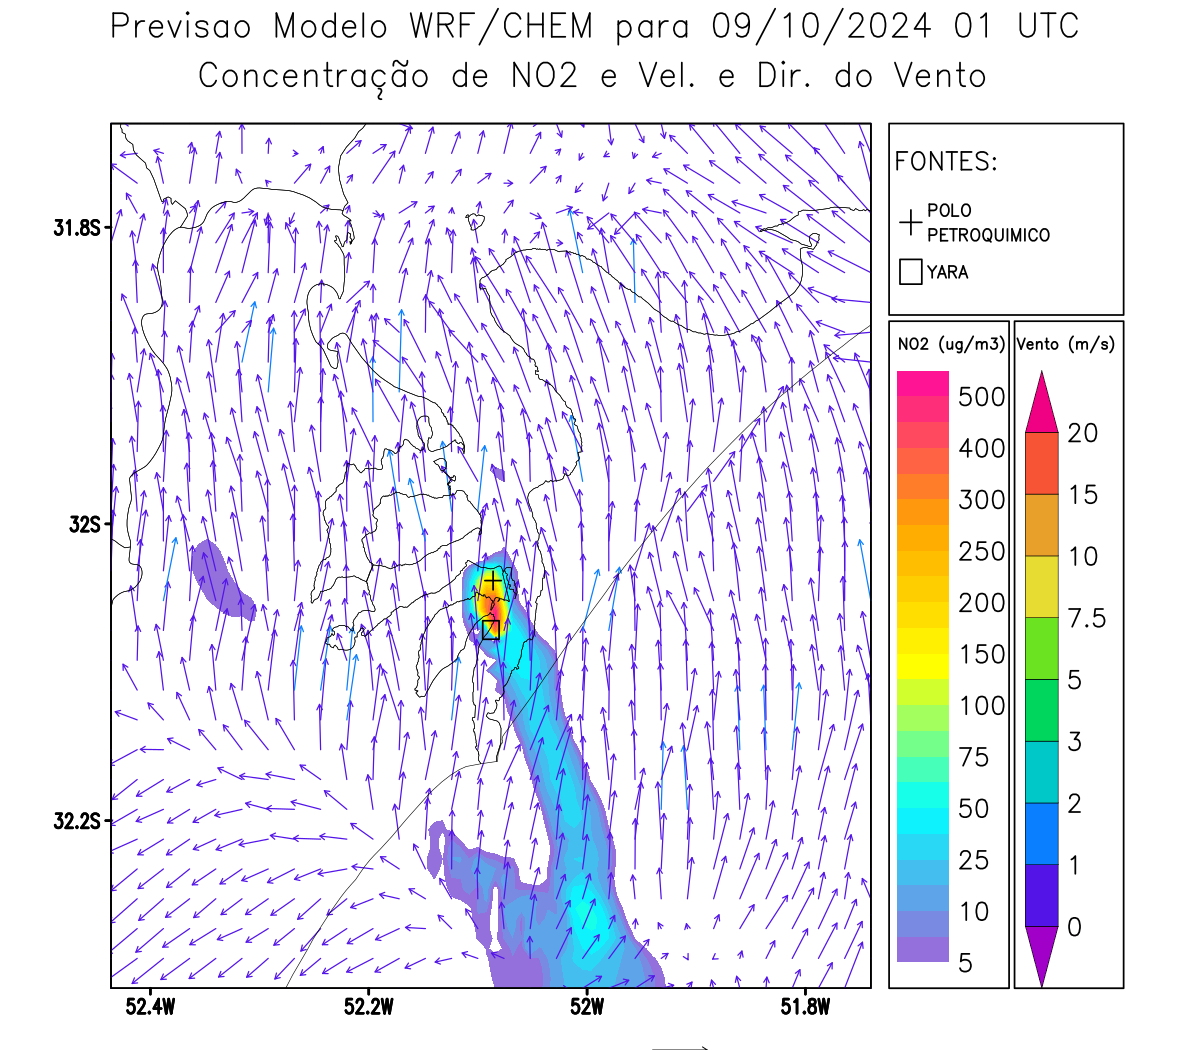 Previsao Modelo WRF/CHEM para 09/10/2024 01 UTC
Concentração de NO2 e Vel. e Dir. do Vento
FONTES:
POLO
PETROQUIMICO
YARA
NO2 (ug/m3)
500
400
300
250
200
150
100
75
50
25
10
5
Vento (m/s)
20
15
10
7.5
5
3
2
1
0
31.8S
32S
32.2S
52.4W
52.2W
52W
51.8W